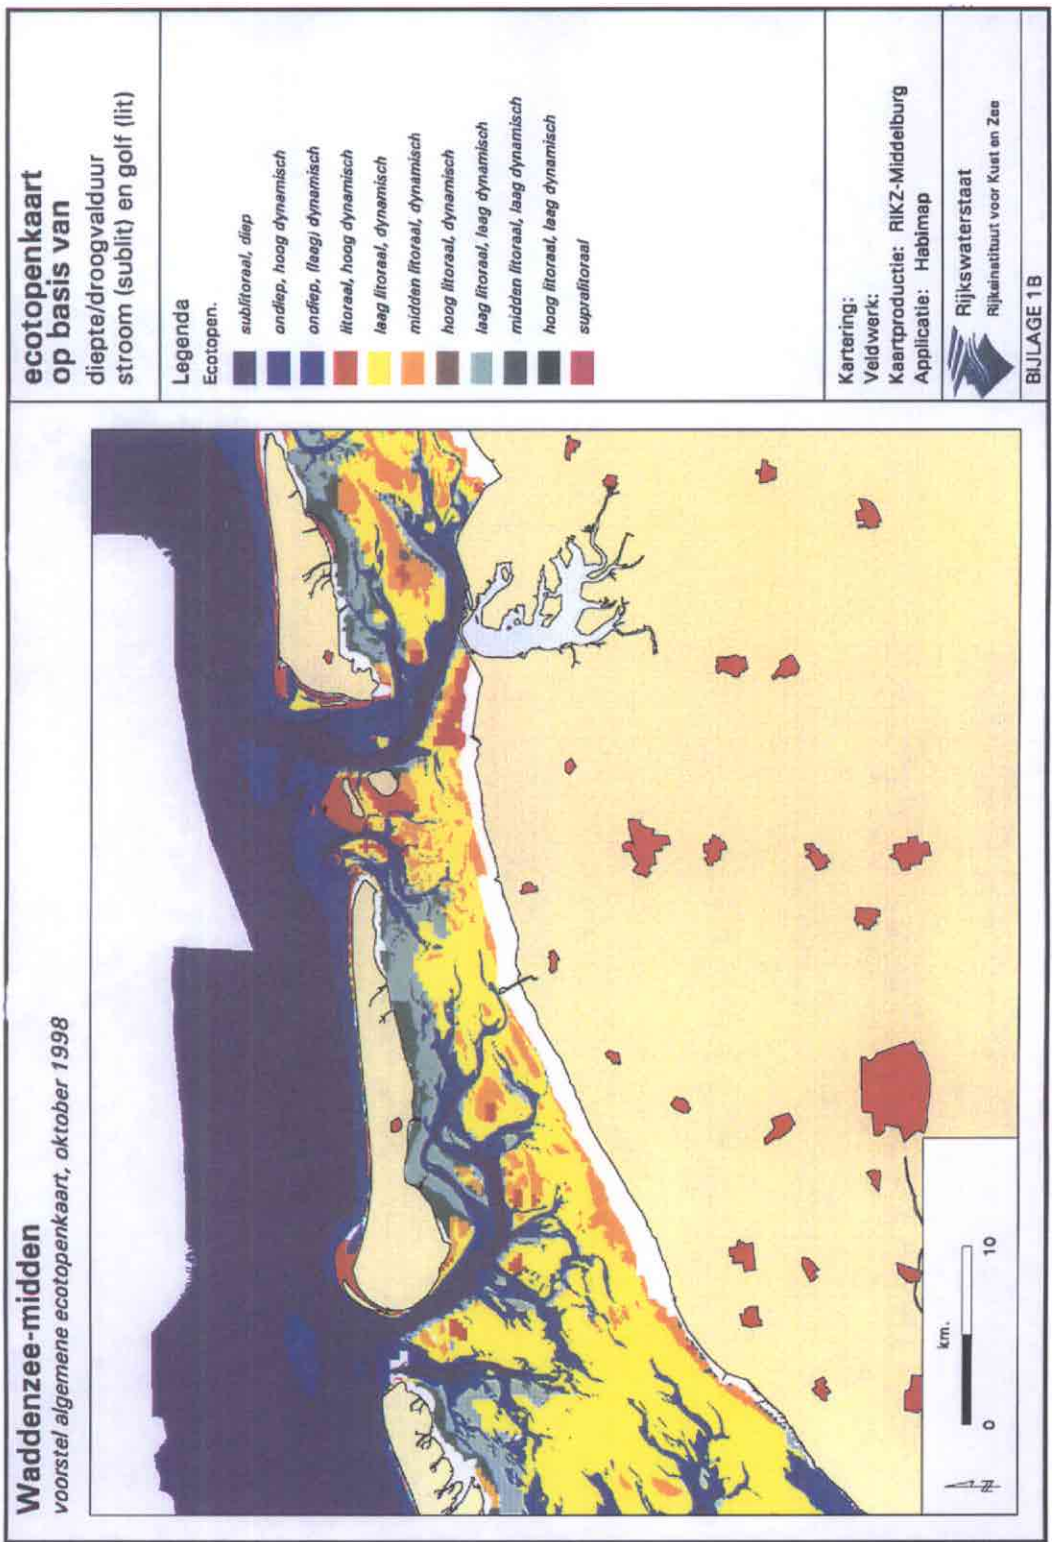 Waddenzee-midden
voorstel algemene ecotopenkaart, oktober 1998
ecotopenkaart
op basis van
diepte/droogvalduur
stroom (sublit) en golf (lit)
Legenda
Ecotopen.
sublitoraal, diep
ondiep, hoog dynamisch
ondiep, (laag) dynamisch
litoraal, hoog dynamisch
laag litoraal, dynamisch
midden litoraal, dynamisch
hoog litoraal, dynamisch
laag litoraal, laag dynamisch
midden litoraal, laag dynamisch
hoog litoraal, laag dynamisch
supralitoraal
N
km.
0 10
Kartering:
Veldwerk:
Kaartproductie: RIKZ-Middelburg
Applicatie: Habimap
Rijkswaterstaat
Rijksinstituut voor Kust en Zee
BIJLAGE 1B